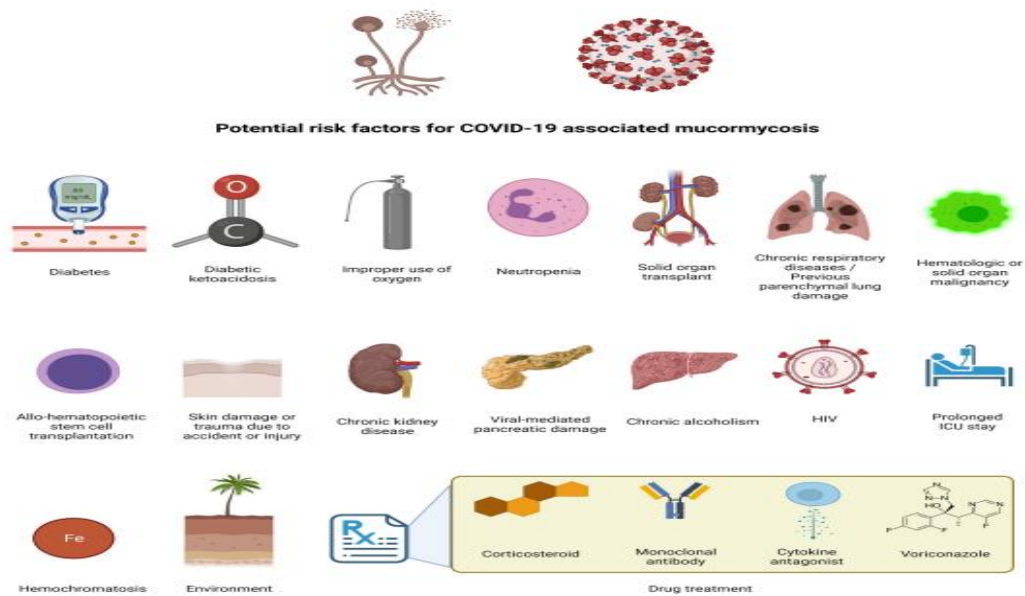 Potential risk factors for COVID-19 associated mucormycosis
O
C
Diabetes
Diabetic
ketoacidosis
Improper use of
oxygen
Neutropenia
Solid organ
transplant
Chronic respiratory
diseases /
Previous
parenchymal lung
damage
Hematologic or
solid organ
malignancy
Allo-hematopoietic
stem cell
transplantation
Skin damage or
trauma due to
accident or injury
Chronic kidney
disease
Viral-mediated
pancreatic damage
Chronic alcoholism
HIV
Prolonged
ICU stay
Fe
Hemochromatosis
Environment
Rx
Corticosteroid
Monoclonal
antibody
Cytokine
antagonist
HO
F
F
F
N
N
N
N
N
Voriconazole
Drug treatment